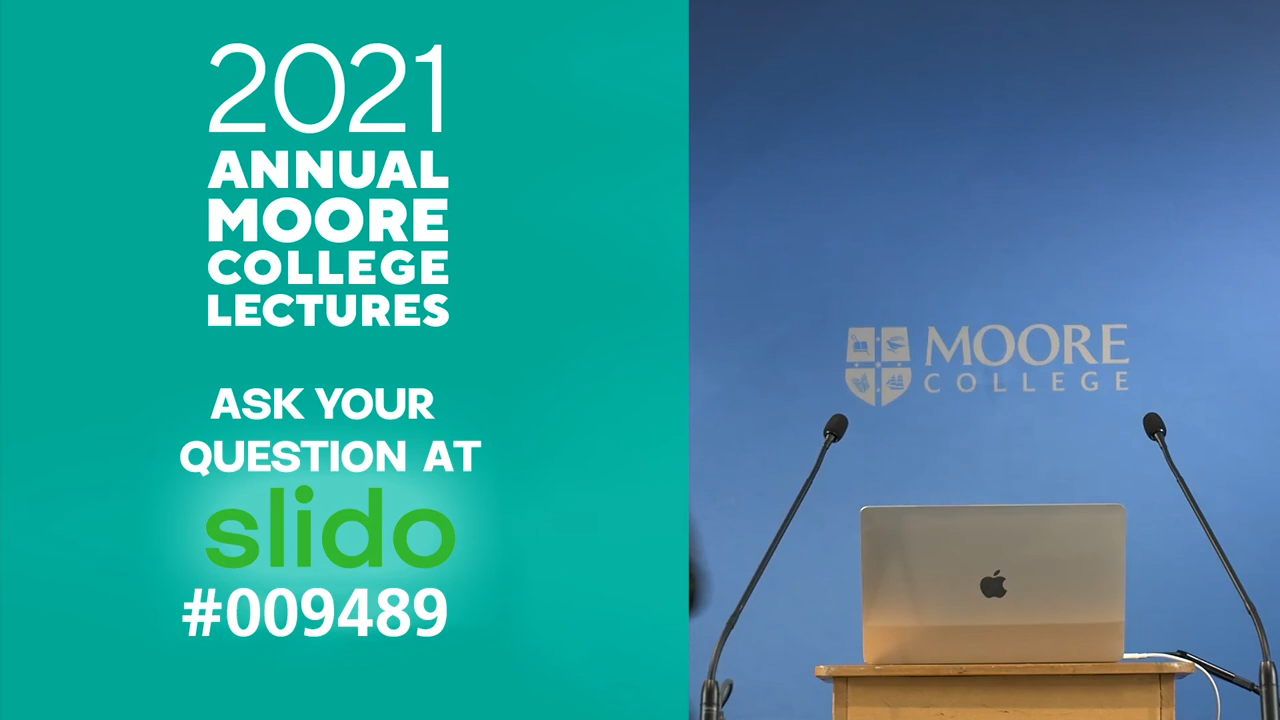 2021
ANNUAL
MOORE
COLLEGE
LECTURES
ASK YOUR
QUESTION AT
slido
#009489
MOORE
COLLEGE